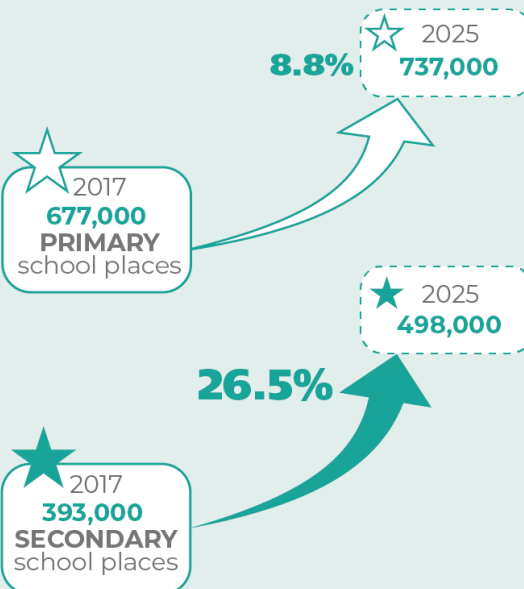 2025
8.8%
737,000
2017
677,000
PRIMARY
school places
2025
498,000
26.5%
2017
393,000
SECONDARY
school places